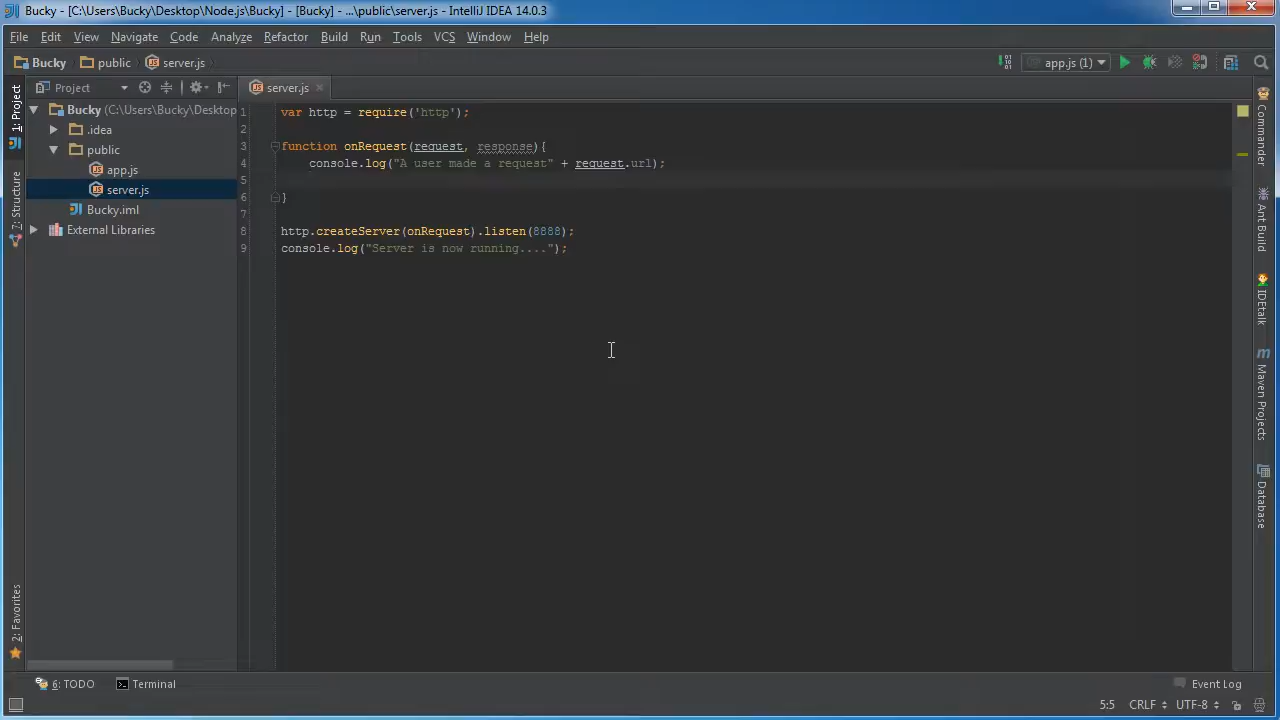 Bucky - [C:\Users\Bucky\Desktop\Node.js\Bucky] - [Bucky] - ...\public\server.js - IntelliJ IDEA 14.0.3
File Edit View Navigate Code Analyze Refactor Build Run Tools VCS Window Help
Bucky public server.js app.js (1)
1: Project
7: Structure
2: Favorites
Project
Bucky (C:\Users\Bucky\Desktop
.idea
public
app.js
server.js
Bucky.iml
External Libraries
server.js
1 var http = require('http');
2
3 function onRequest(request, response){
4 console.log("A user made a request" + request.url);
5
6 }
7
8 http.createServer(onRequest).listen(8888);
9 console.log("Server is now running....");
Commander
Ant Build
IDEtalk
Maven Projects
Database
6: TODO Terminal Event Log
5:5 CRLF UTF-8